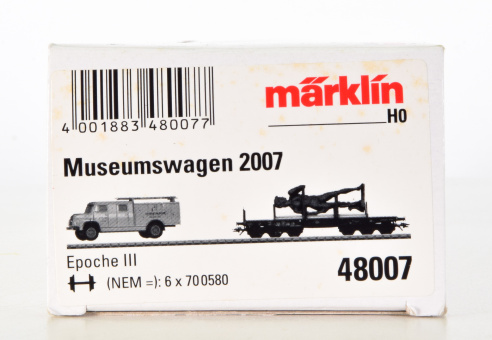 märklin
H0
4 001883 480077
Museumswagen 2007
Epoche III
(NEM =): 6 x 700580
48007